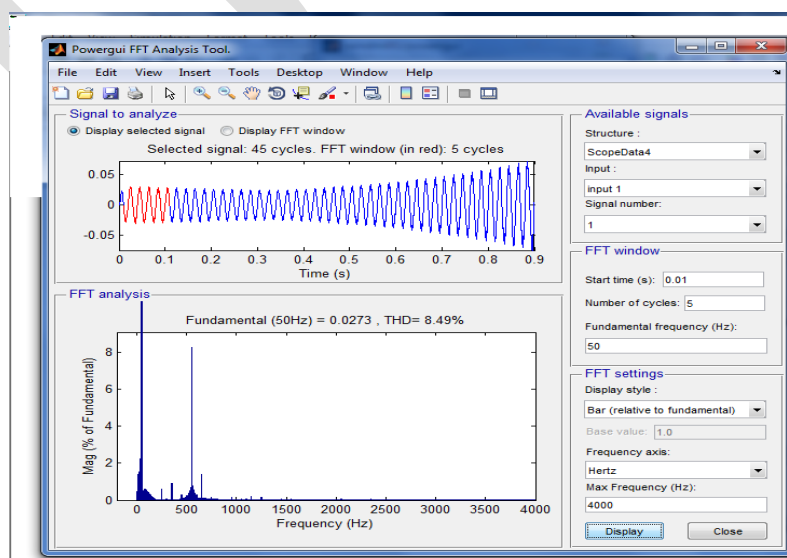 Powergui FFT Analysis Tool.
File Edit View Insert Tools Desktop Window Help
Signal to analyze
Display selected signal Display FFT window
Selected signal: 45 cycles. FFT window (in red): 5 cycles
0.05
0
-0.05
0 0.1 0.2 0.3 0.4 0.5 0.6 0.7 0.8 0.9
Time (s)
FFT analysis
Fundamental (50Hz) = 0.0273 , THD= 8.49%
8
6
4
2
0
Mag (% of Fundamental)
0 500 1000 1500 2000 2500 3000 3500 4000
Frequency (Hz)
Available signals
Structure :
ScopeData4
Input :
input 1
Signal number:
1
FFT window
Start time (s): 0.01
Number of cycles: 5
Fundamental frequency (Hz):
50
FFT settings
Display style :
Bar (relative to fundamental)
Base value: 1.0
Frequency axis:
Hertz
Max Frequency (Hz):
4000
Display Close